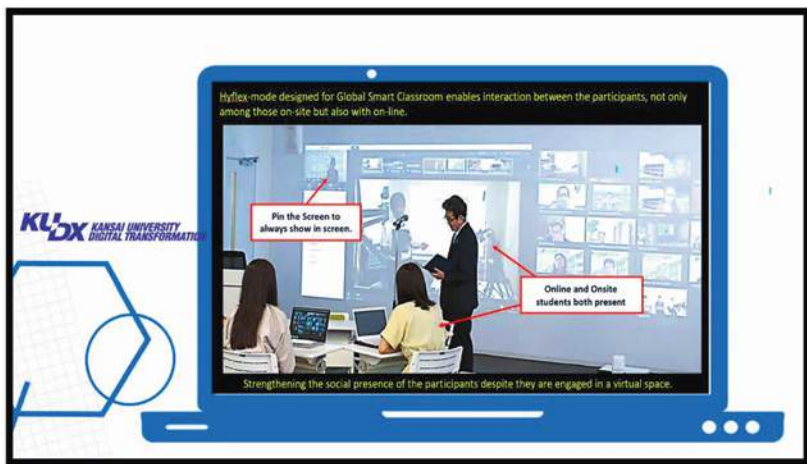 Hyflex-mode designed for Global Smart Classroom enables interaction between the participants, not only
among those on-site but also with on-line.
Pin the Screen to
always show in screen.
KUDX KANSAI UNIVERSITY
DIGITAL TRANSFORMATION
Online and Onsite
students both present
Strengthening the social presence of the participants despite they are engaged in a virtual space.